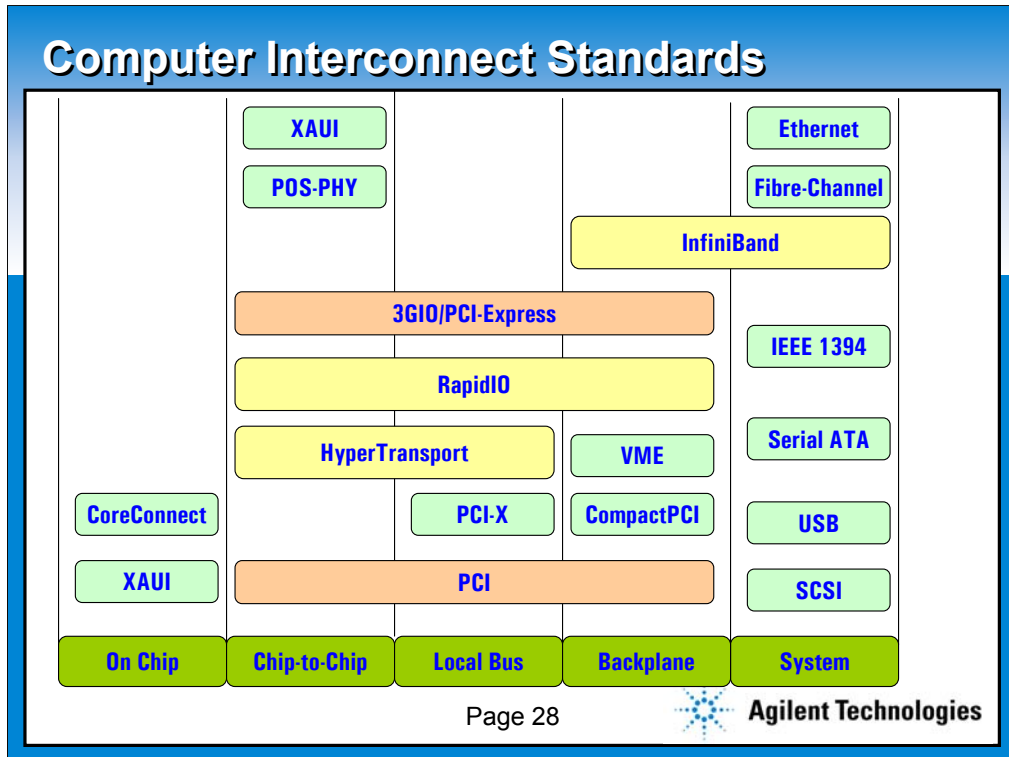 Computer Interconnect Standards
XAUI
Ethernet
POS-PHY
Fibre-Channel
InfiniBand
3GIO/PCI-Express
IEEE 1394
RapidIO
Serial ATA
HyperTransport
VME
CoreConnect
PCI-X
CompactPCI
USB
XAUI
PCI
SCSI
On Chip
Chip-to-Chip
Local Bus
Backplane
System
Page 28
Agilent Technologies